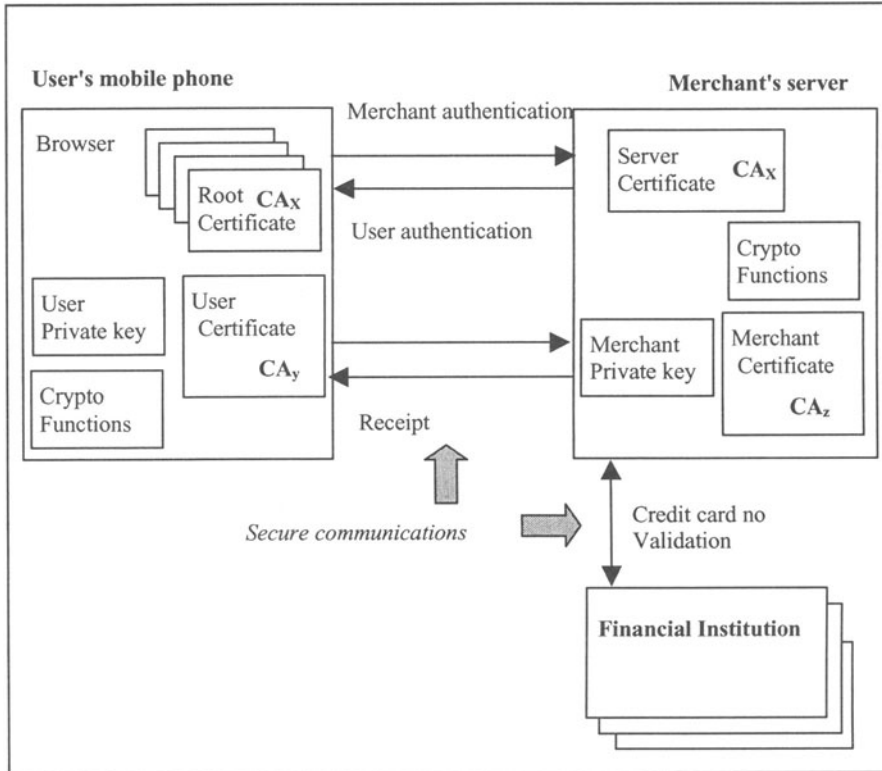 User's mobile phone
Merchant's server
Browser
Root CAX
Certificate
User
Private key
User
Certificate
CAy
Crypto
Functions
Merchant authentication
User authentication
Receipt
Secure communications
Server
Certificate CAX
Crypto
Functions
Merchant
Private key
Merchant
Certificate
CAz
Credit card no
Validation
Financial Institution